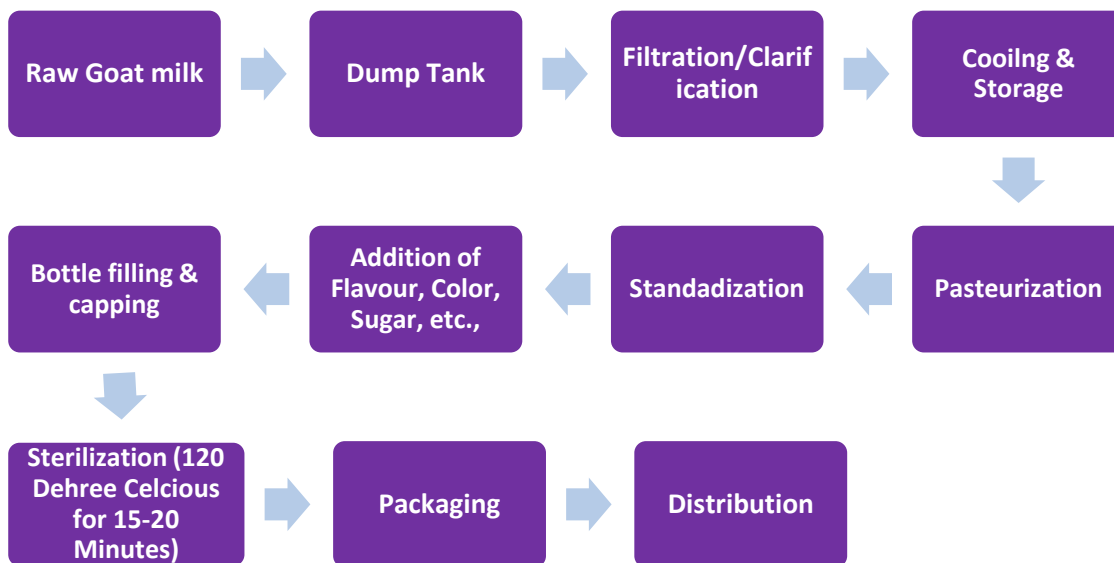 Raw Goat milk
Dump Tank
Filtration/Clarif
ication
Cooilng &
Storage
Pasteurization
Standadization
Addition of
Flavour, Color,
Sugar, etc.,
Bottle filling &
capping
Sterilization (120
Dehree Celcious
for 15-20
Minutes)
Packaging
Distribution